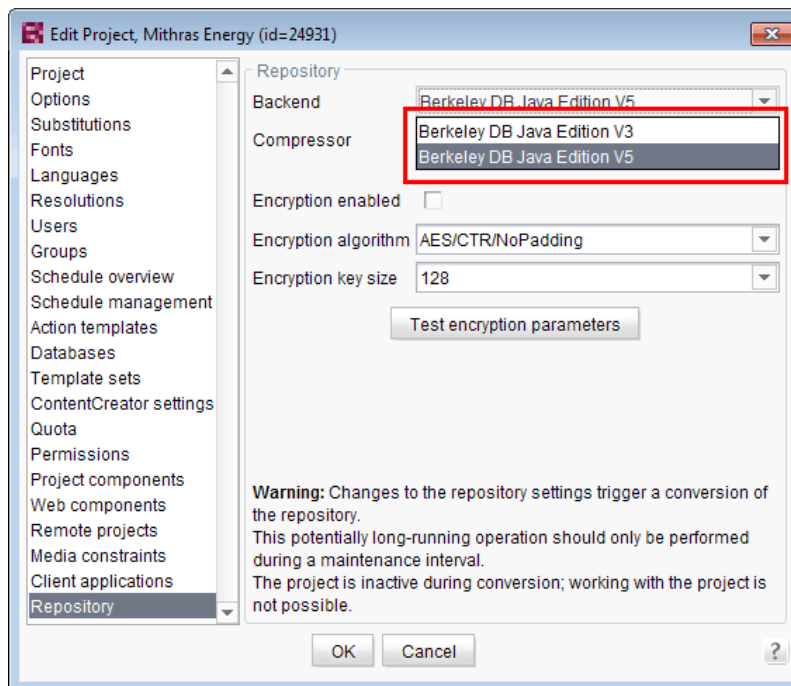 Edit Project, Mithras Energy (id=24931)
Project
Options
Substitutions
Fonts
Languages
Resolutions
Users
Groups
Schedule overview
Schedule management
Action templates
Databases
Template sets
ContentCreator settings
Quota
Permissions
Project components
Web components
Remote projects
Media constraints
Client applications
Repository
Repository
Backend Berkeley DB Java Edition V5
Compressor
Berkeley DB Java Edition V3
Berkeley DB Java Edition V5
Encryption enabled
Encryption algorithm AES/CTR/NoPadding
Encryption key size 128
Test encryption parameters
Warning: Changes to the repository settings trigger a conversion of
the repository.
This potentially long-running operation should only be performed
during a maintenance interval.
The project is inactive during conversion; working with the project is
not possible.
OK Cancel
?